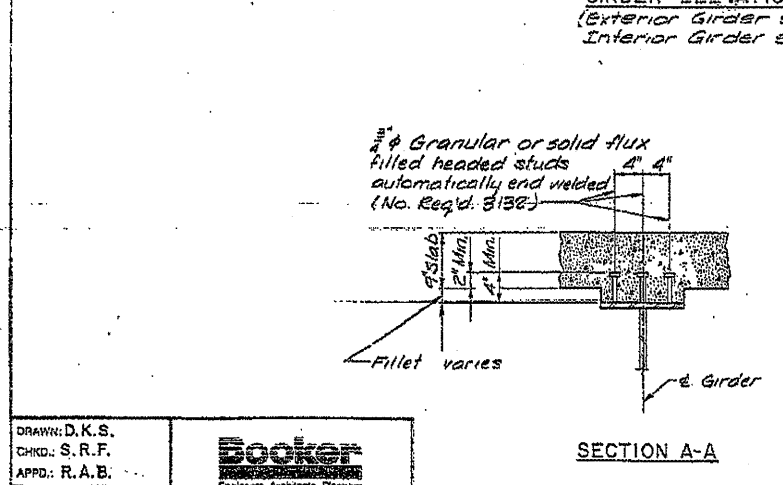 (Exterior Girder
Interior Girder
3/4" φ Granular or solid flux
filled headed studs
automatically end welded
(No. Req'd. 3132)
4" 4"
9" Slab
2" Min.
4" Min.
Fillet varies
℄ Girder
SECTION A-A
DRAWN: D.K.S.
CHKD.: S.R.F.
APPD.: R.A.B.
Booker